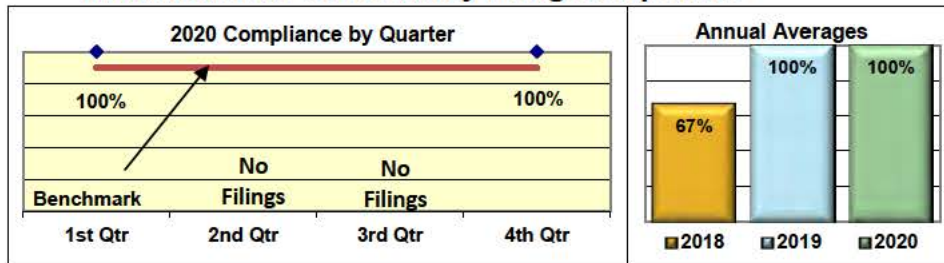 2020 Compliance by Quarter
100%
100%
No
Filings
No
Filings
Benchmark
1st Qtr
2nd Qtr
3rd Qtr
4th Qtr
Annual Averages
67%
100%
100%
2018
2019
2020